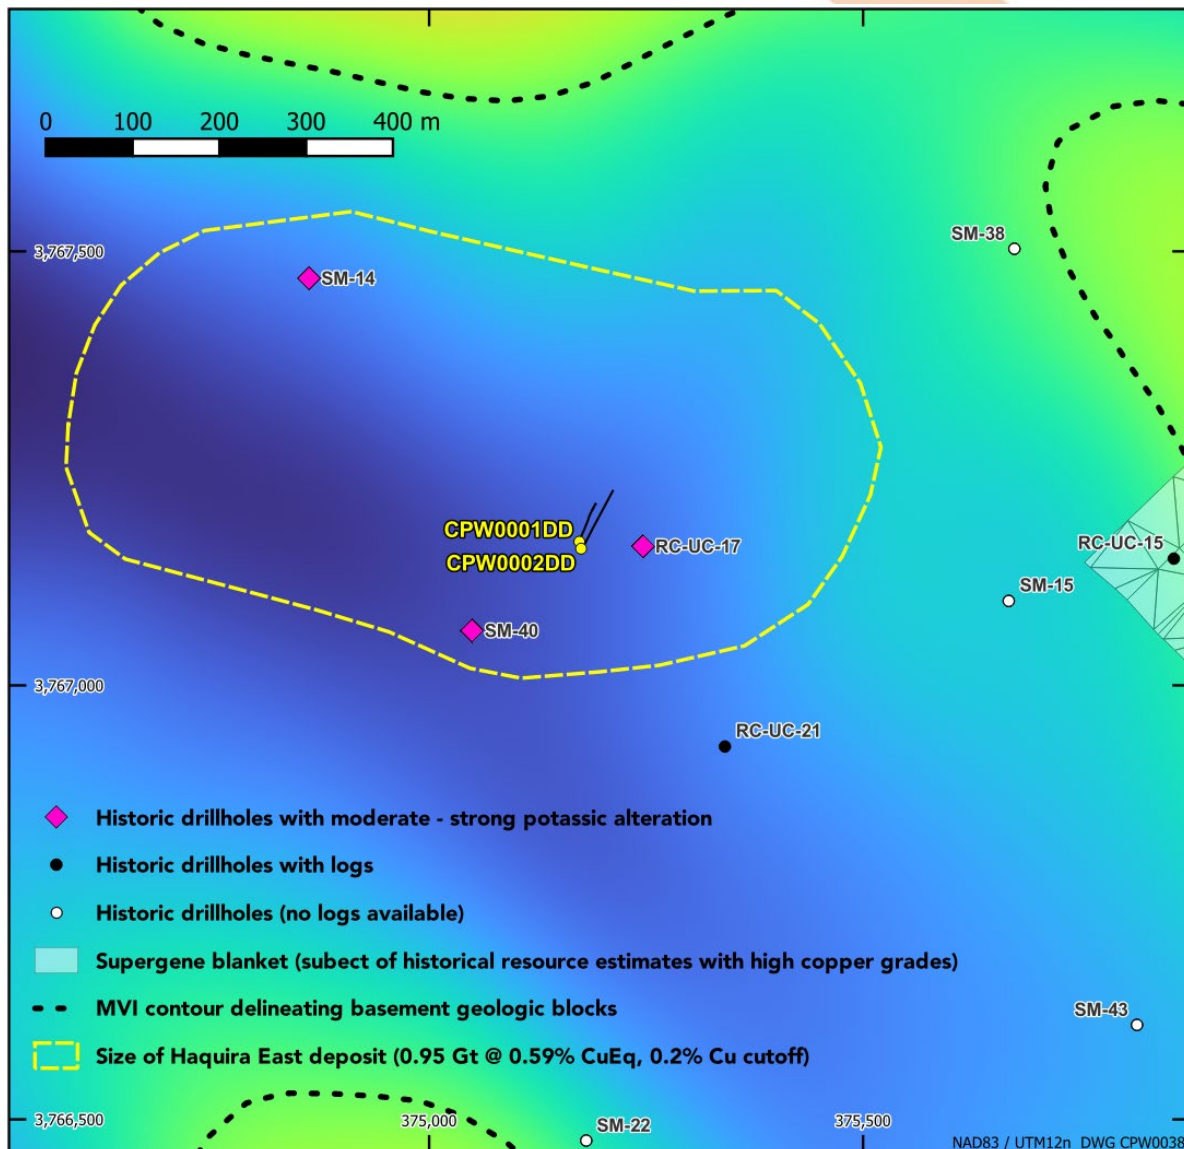 0 100 200 300 400 m
SM-38
3,767,500
SM-14
CPW0001DD
RC-UC-17
RC-UC-15
CPW0002DD
SM-15
SM-40
3,767,000
RC-UC-21
Historic drillholes with moderate - strong potassic alteration
Historic drillholes with logs
Historic drillholes (no logs available)
Supergene blanket (subect of historical resource estimates with high copper grades)
MVI contour delineating basement geologic blocks
SM-43
Size of Haquira East deposit (0.95 Gt @ 0.59% CuEq, 0.2% Cu cutoff)
3,766,500
375,000
375,500
SM-22
NAD83 / UTM12n DWG CPW0038